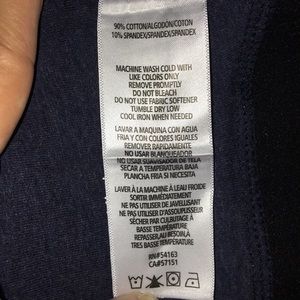 90% COTTON/ALGODÓN/COTON
10% SPANDEX/SPANDEX/SPANDEX
MACHINE WASH COLD WITH
LIKE COLORS ONLY
REMOVE PROMPTLY
DO NOT BLEACH
DO NOT USE FABRIC SOFTENER
TUMBLE DRY LOW
COOL IRON WHEN NEEDED
LAVAR A MAQUINA CON AGUA
FRIA Y CON COLORES IGUALES
REMOVER RAPIDAMENTE
NO USAR BLANQUEADOR
NO USAR SUAVISADOR DE TELA
SECAR A TEMPERATURA BAJA
PLANCHA FRIA SI NECESITA
LAVER À LA MACHINE À L'EAU FROIDE
SORTIR IMMÉDIATEMENT
NE PAS UTILISER DE JAVELLISANT
NE PAS UTILISER D'ASSOUPLISSEUR
SÉCHER PAR CULBUTAGE À
BASSE TEMPÉRATURE
REPASSER, AU BESOIN, À
TRES BASSE TEMPÉRATURE
RN#54163
CA#57151